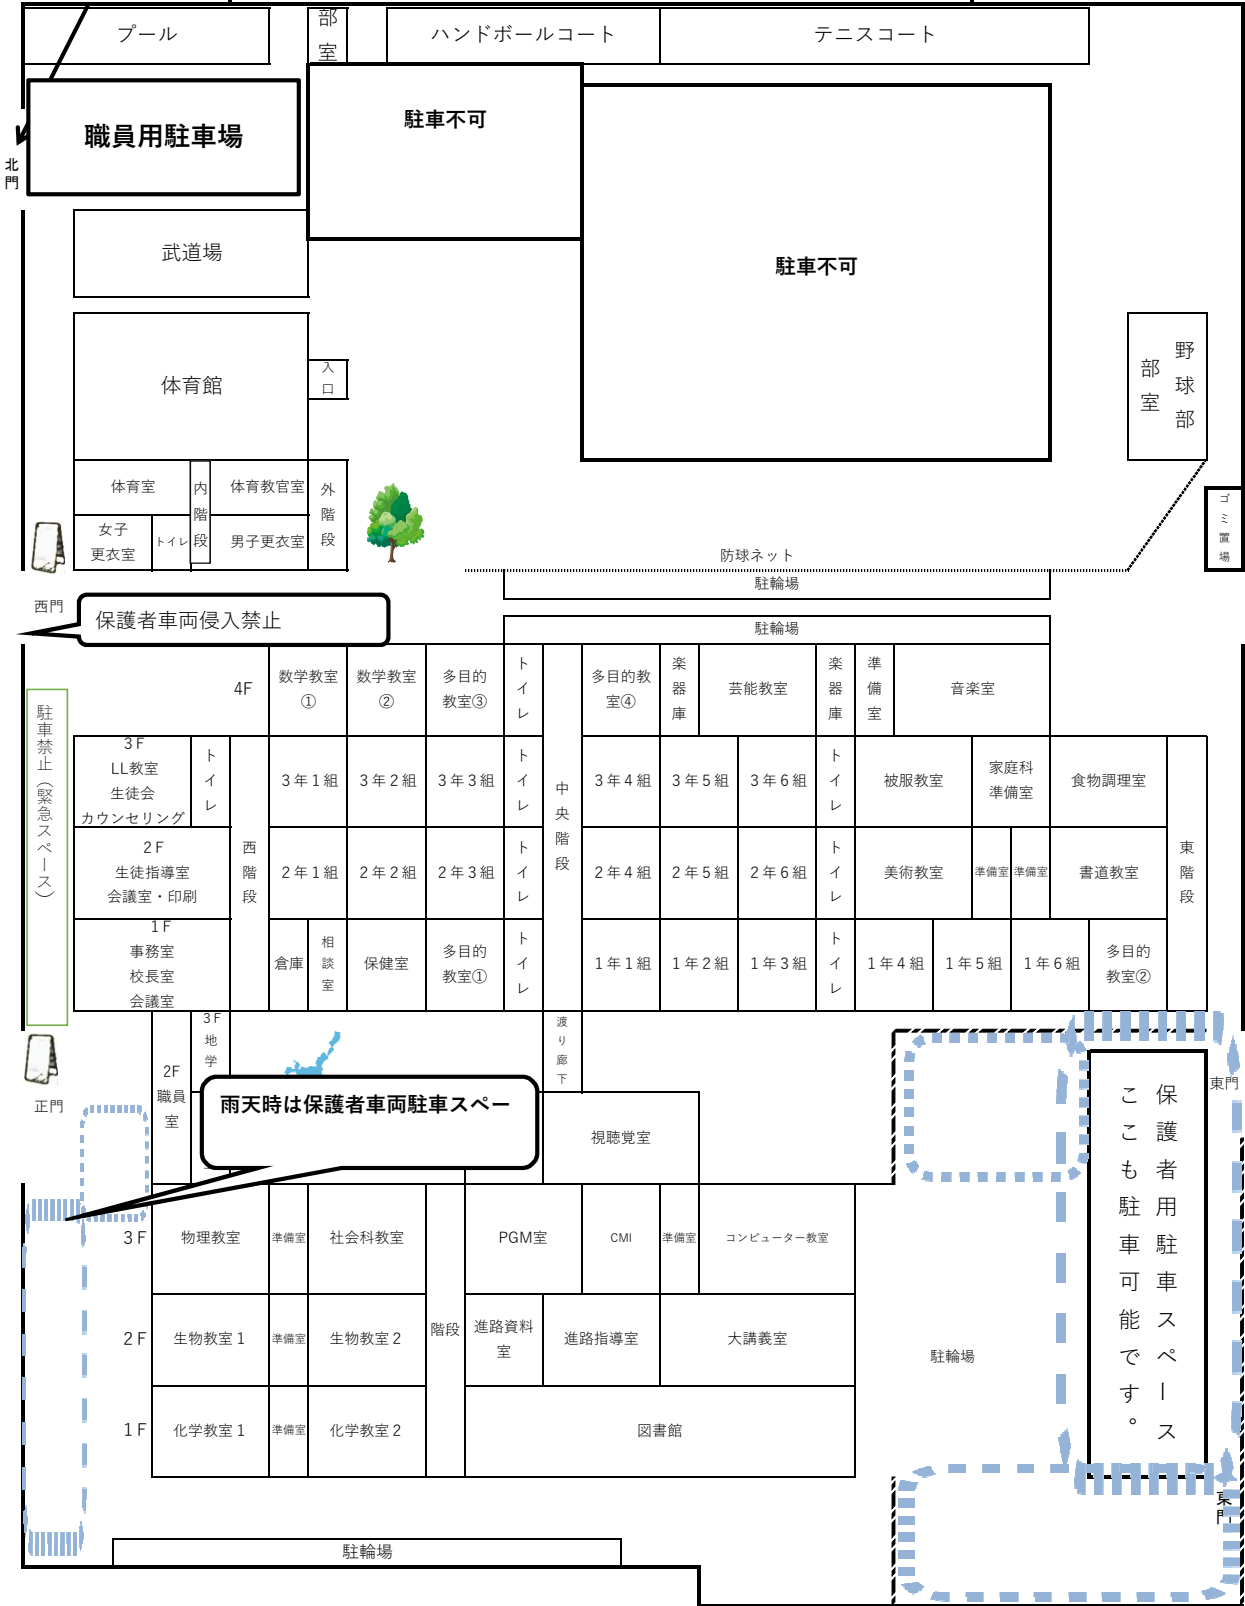 プール
部室
ハンドボールコート
テニスコート
職員用駐車場
駐車不可
駐車不可
北門
武道場
体育館
入口
野球部
部室
体育室
内階段
体育教官室
外階段
女子
更衣室
トイレ
男子更衣室
ゴミ置場
防球ネット
駐輪場
西門
保護者車両侵入禁止
駐輪場
4F
数学教室
①
数学教室
②
多目的
教室③
トイレ
多目的教
室④
楽器庫
芸能教室
楽器庫
準備室
音楽室
駐車禁止（緊急スペース）
3F
LL教室
生徒会
カウンセリング
トイレ
3年1組
3年2組
3年3組
トイレ
中央階段
3年4組
3年5組
3年6組
トイレ
被服教室
家庭科
準備室
食物調理室
2F
生徒指導室
会議室・印刷
西階段
2年1組
2年2組
2年3組
トイレ
2年4組
2年5組
2年6組
トイレ
美術教室
準備室
準備室
書道教室
東階段
1F
事務室
校長室
会議室
倉庫
相談室
保健室
多目的
教室①
トイレ
1年1組
1年2組
1年3組
トイレ
1年4組
1年5組
1年6組
多目的
教室②
正門
2F
職員
室
3F
地
学
渡り廊下
雨天時は保護者車両駐車スペー
視聴覚室
東門
保護者用駐車スペース
ここも駐車可能です。
3F
物理教室
準備室
社会科教室
階段
PGM室
CMI
準備室
コンピューター教室
2F
生物教室1
準備室
生物教室2
進路資料
室
進路指導室
大講義室
駐輪場
1F
化学教室1
準備室
化学教室2
図書館
東門
駐輪場